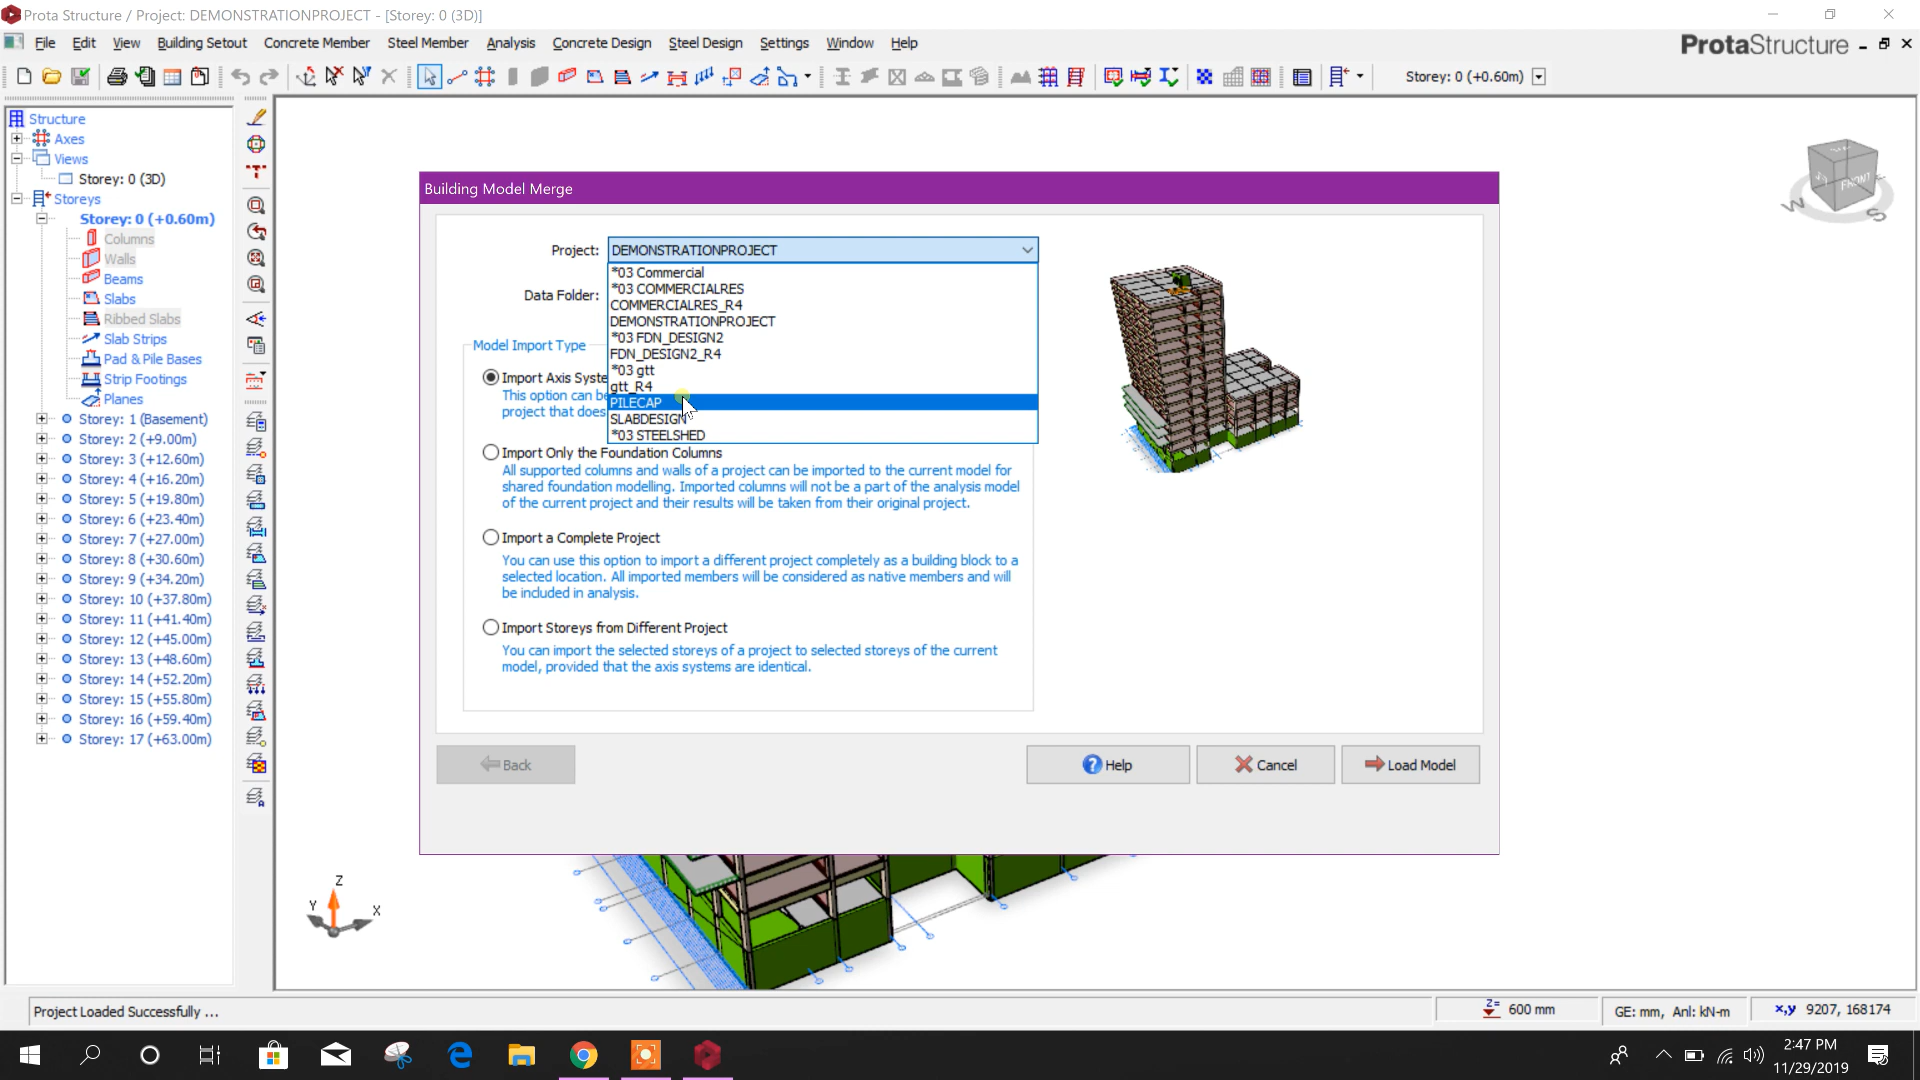 Prota Structure / Project: DEMONSTRATIONPROJECT - [Storey: 0 (3D)]
File Edit View Building Setout Concrete Member Steel Member Analysis Concrete Design Steel Design Settings Window Help
ProtaStructure
Storey: 0 (+0.60m)
Structure
Axes
Views
Storey: 0 (3D)
Storeys
Storey: 0 (+0.60m)
Columns
Walls
Beams
Slabs
Ribbed Slabs
Slab Strips
Pad & Pile Bases
Strip Footings
Planes
Storey: 1 (Basement)
Storey: 2 (+9.00m)
Storey: 3 (+12.60m)
Storey: 4 (+16.20m)
Storey: 5 (+19.80m)
Storey: 6 (+23.40m)
Storey: 7 (+27.00m)
Storey: 8 (+30.60m)
Storey: 9 (+34.20m)
Storey: 10 (+37.80m)
Storey: 11 (+41.40m)
Storey: 12 (+45.00m)
Storey: 13 (+48.60m)
Storey: 14 (+52.20m)
Storey: 15 (+55.80m)
Storey: 16 (+59.40m)
Storey: 17 (+63.00m)
Building Model Merge
Project: DEMONSTRATIONPROJECT
*03 Commercial
*03 COMMERCIALRES
COMMERCIALRES_R4
DEMONSTRATIONPROJECT
*03 FDN_DESIGN2
FDN_DESIGN2_R4
*03 gtt
gtt_R4
PILECAP
SLABDESIGN
*03 STEELSHED
Data Folder:
Model Import Type
Import Axis Syste
This option can be
project that does
Import Only the Foundation Columns
All supported columns and walls of a project can be imported to the current model for
shared foundation modelling. Imported columns will not be a part of the analysis model
of the current project and their results will be taken from their original project.
Import a Complete Project
You can use this option to import a different project completely as a building block to a
selected location. All imported members will be considered as native members and will
be included in analysis.
Import Storeys from Different Project
You can import the selected storeys of a project to selected storeys of the current
model, provided that the axis systems are identical.
Back
Help
Cancel
Load Model
FRONT
W
S
Z
Y
X
Project Loaded Successfully ...
Z= 600 mm
GE: mm, Anl: kN-m
x,y 9207, 168174
2:47 PM
11/29/2019